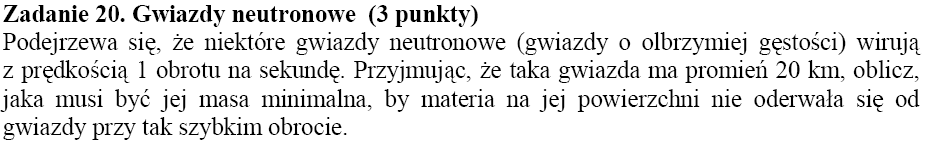 Zadanie 20. Gwiazdy neutronowe (3 punkty)
Podejrzewa się, że niektóre gwiazdy neutronowe (gwiazdy o olbrzymiej gęstości) wirują
z prędkością 1 obrotu na sekundę. Przyjmując, że taka gwiazda ma promień 20 km, oblicz,
jaka musi być jej masa minimalna, by materia na jej powierzchni nie oderwała się od
gwiazdy przy tak szybkim obrocie.